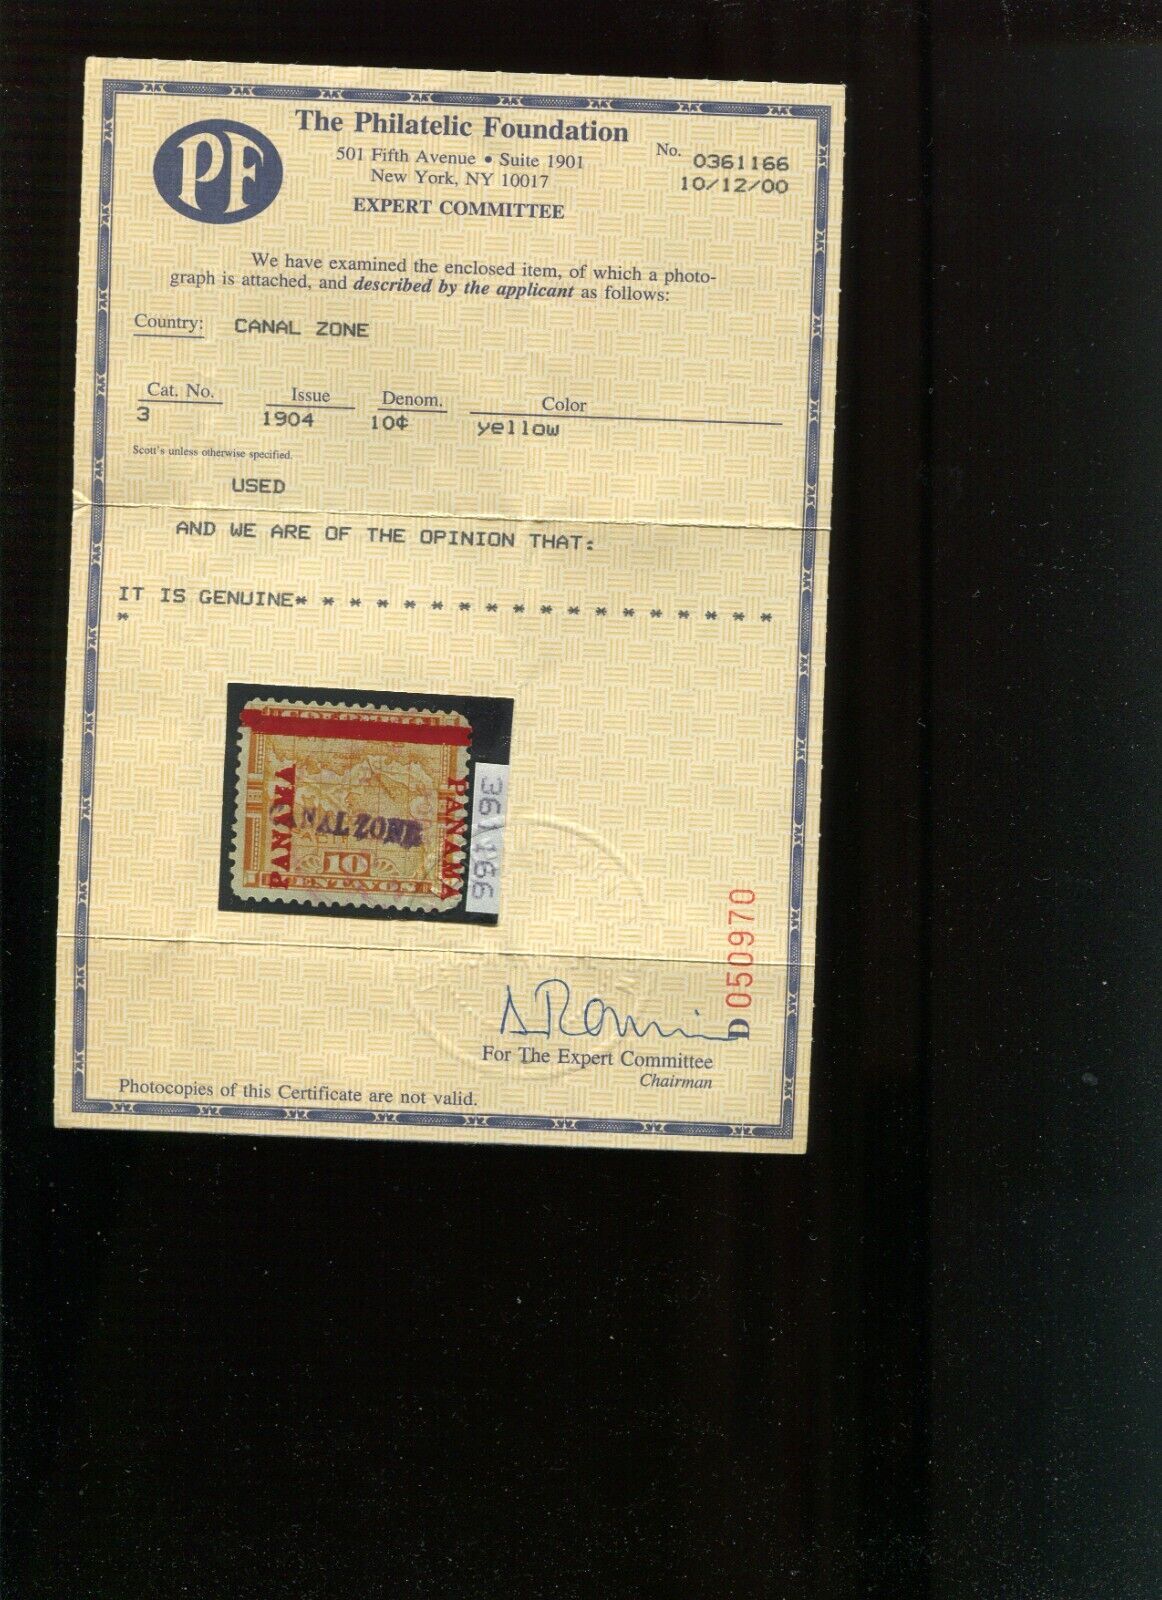 PF
The Philatelic Foundation
501 Fifth Avenue • Suite 1901
New York, NY 10017
EXPERT COMMITTEE
No. 0361166
10/12/00
We have examined the enclosed item, of which a photo-
graph is attached, and described by the applicant as follows:
Country: CANAL ZONE
Cat. No. Issue Denom. Color
3 1904 10¢ yellow
Scott's unless otherwise specified.
USED
AND WE ARE OF THE OPINION THAT:
IT IS GENUINE* * * * * * * * * * * * * * * * * *
*
PANAMA
CANAL ZONE
PANAMA
10
CENTAVOS
361166
D 050970
For The Expert Committee
Chairman
Photocopies of this Certificate are not valid.